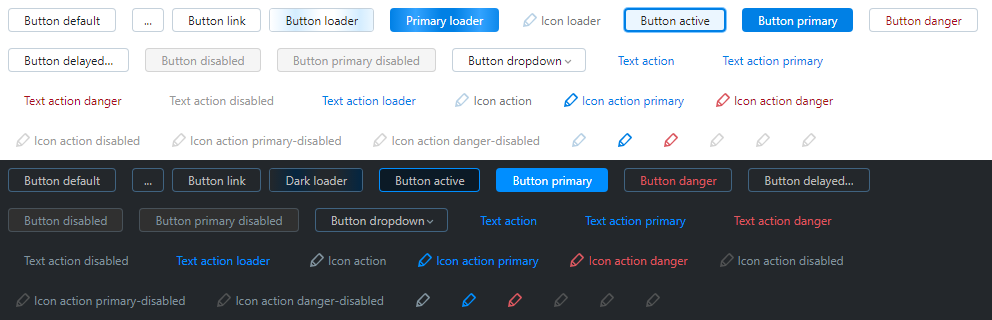 Button default ... Button link Button loader Primary loader Icon loader Button active Button primary Button danger
Button delayed... Button disabled Button primary disabled Button dropdown Text action Text action primary
Text action danger Text action disabled Text action loader Icon action Icon action primary Icon action danger
Icon action disabled Icon action primary-disabled Icon action danger-disabled
Button default ... Button link Dark loader Button active Button primary Button danger Button delayed...
Button disabled Button primary disabled Button dropdown Text action Text action primary Text action danger
Text action disabled Text action loader Icon action Icon action primary Icon action danger Icon action disabled
Icon action primary-disabled Icon action danger-disabled